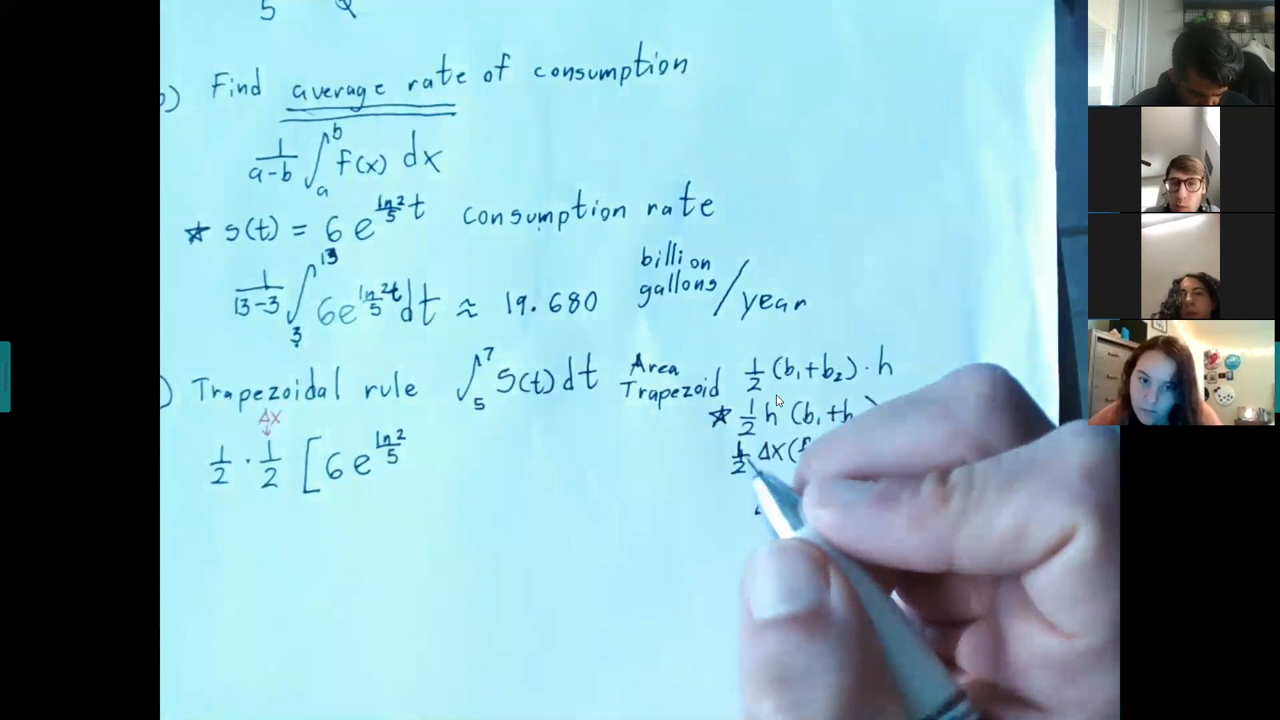 5
) Find average rate of consumption
1/(a-b) ∫_a^b f(x) dx
★ s(t) = 6e^(ln2/5 t) consumption rate
1/(13-3) ∫_3^13 6e^(ln2/5 t) dt ≈ 19.680 billion gallons/year
) Trapezoidal rule ∫_5^7 S(t)dt Area Trapezoid 1/2 (b₁+b₂)·h
★ 1/2 h (b₁+b
Δx
1/2 · 1/2 [6e^(ln2/5)
1/2 Δx(f